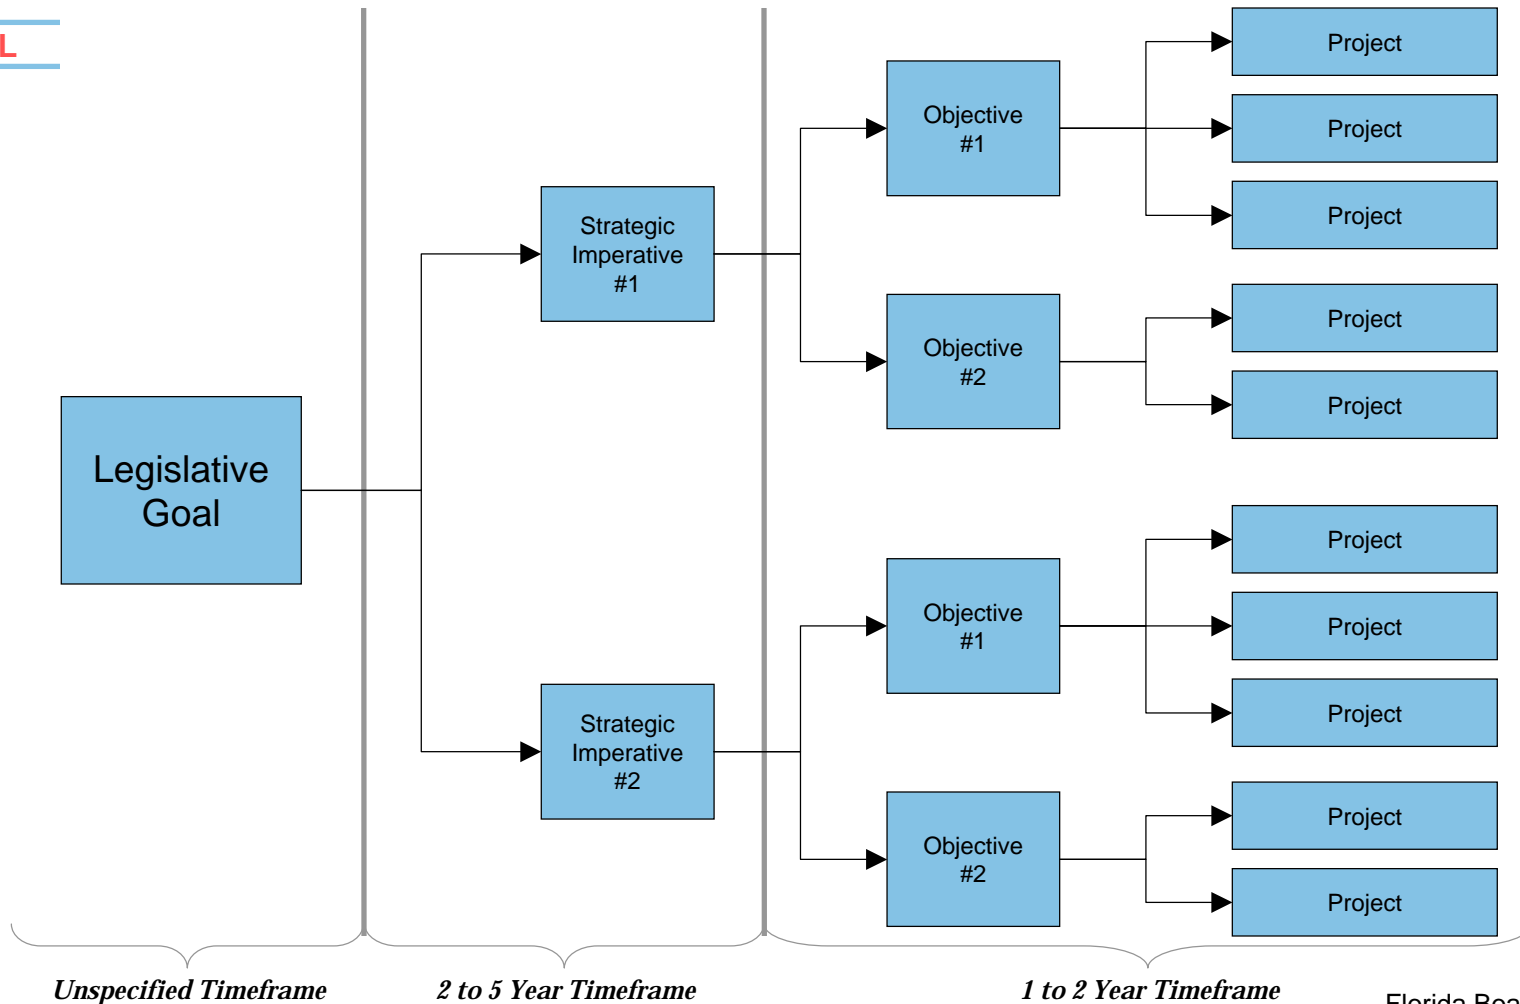 L
Project
Project
Project
Objective
#1
Strategic
Imperative
#1
Objective
#2
Project
Project
Legislative
Goal
Project
Project
Project
Objective
#1
Strategic
Imperative
#2
Objective
#2
Project
Project
Unspecified Timeframe
2 to 5 Year Timeframe
1 to 2 Year Timeframe
Florida